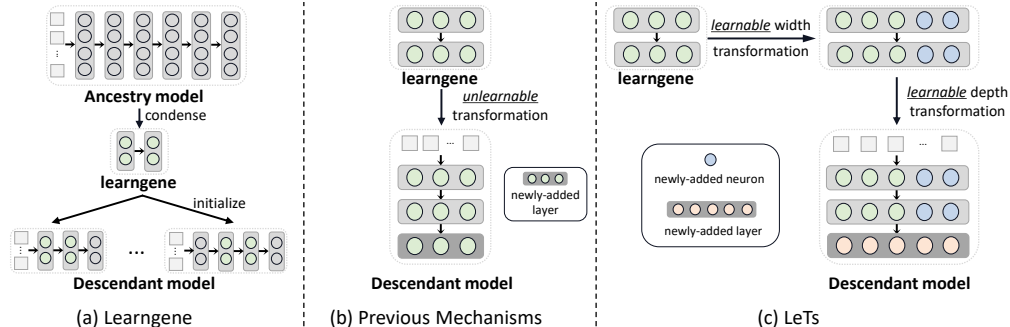 Ancestry model
condense
learngene
initialize
...
Descendant model
(a) Learngene
learngene
unlearnable
transformation
...
newly-added
layer
Descendant model
(b) Previous Mechanisms
learngene
learnable width
transformation
learnable depth
transformation
...
newly-added neuron
newly-added layer
Descendant model
(c) LeTs